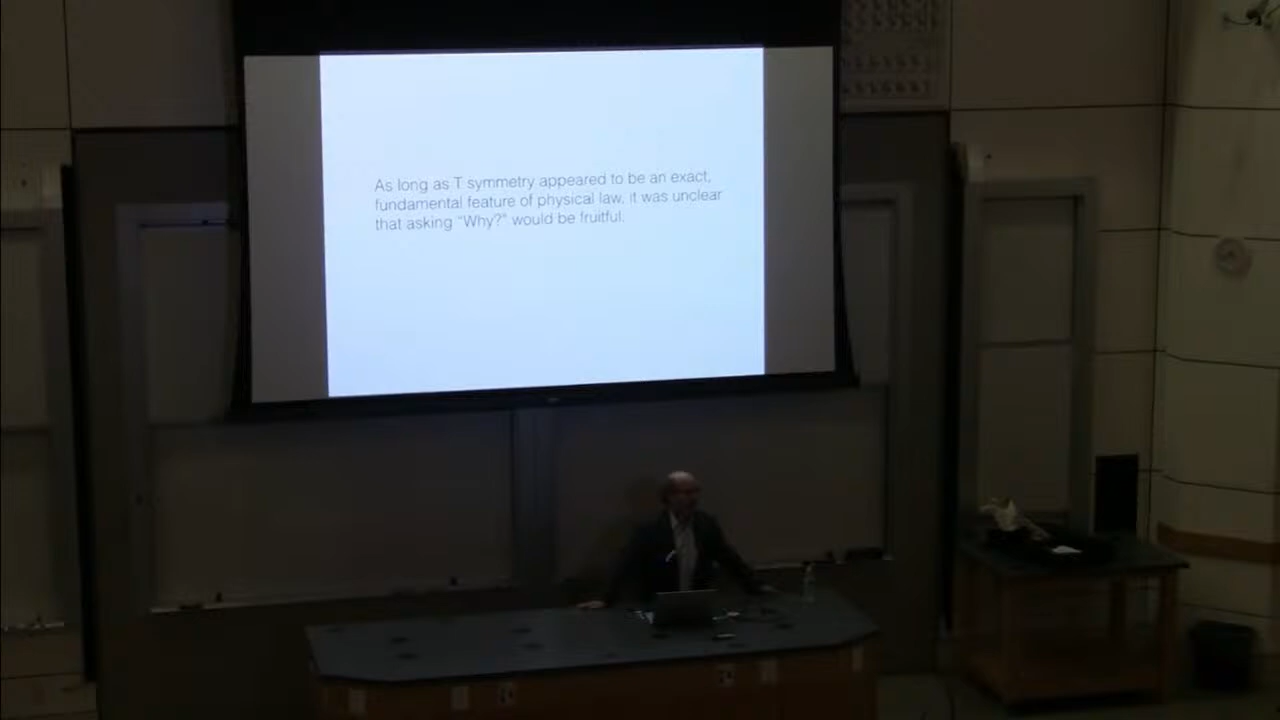 As long as T symmetry appeared to be an exact,
fundamental feature of physical law, it was unclear
that asking “Why?” would be fruitful.